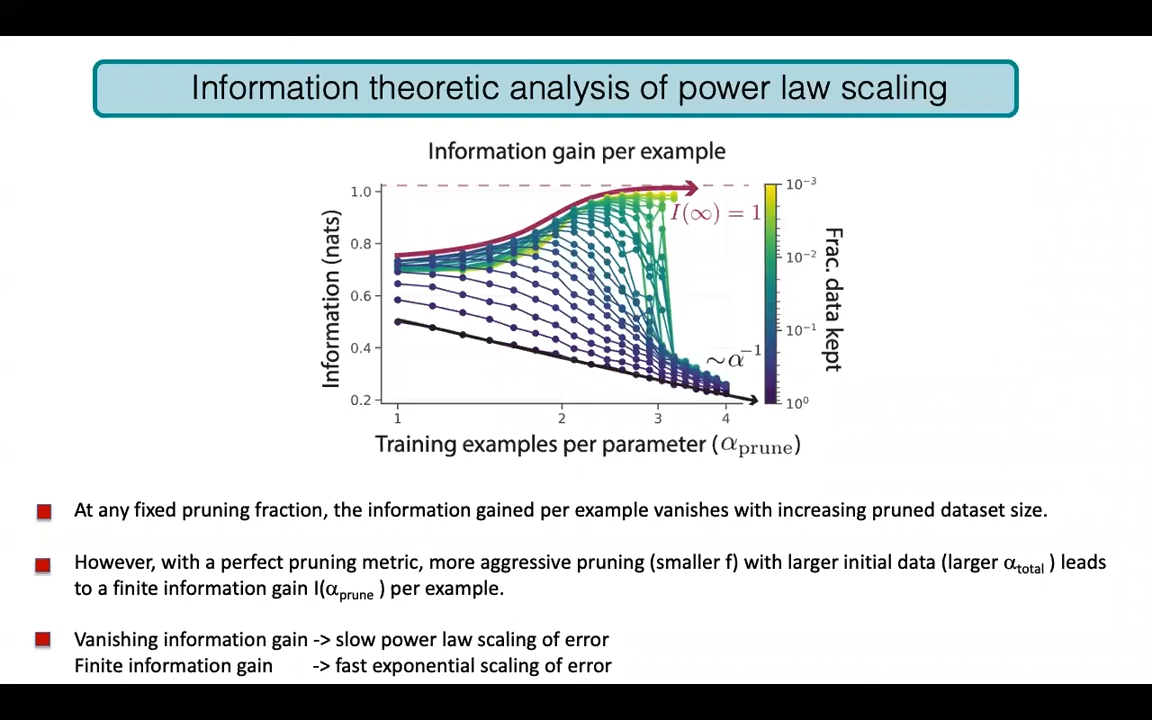 Information theoretic analysis of power law scaling
Information gain per example
Information (nats)
1.0
0.8
0.6
0.4
0.2
I(∞) = 1
∼α⁻¹
1
2
3
4
Training examples per parameter (α_prune)
10⁻³
10⁻²
10⁻¹
10⁰
Frac. data kept
At any fixed pruning fraction, the information gained per example vanishes with increasing pruned dataset size.
However, with a perfect pruning metric, more aggressive pruning (smaller f) with larger initial data (larger α_total ) leads
to a finite information gain I(α_prune ) per example.
Vanishing information gain -> slow power law scaling of error
Finite information gain -> fast exponential scaling of error